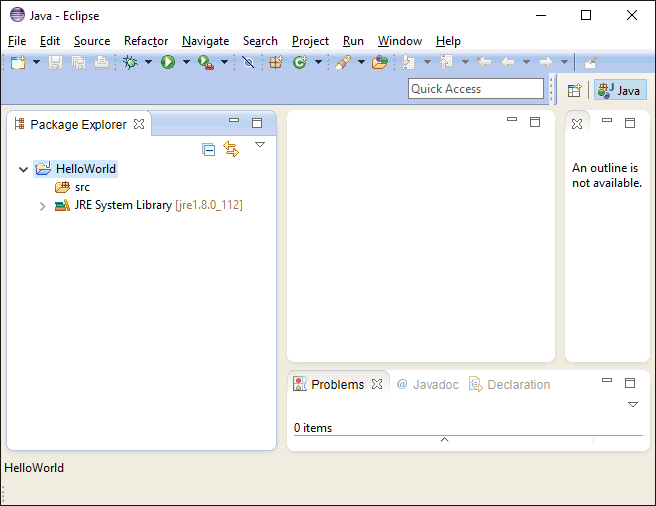 Java - Eclipse
File Edit Source Refactor Navigate Search Project Run Window Help
Quick Access
Java
Package Explorer
HelloWorld
src
JRE System Library [jre1.8.0_112]
An outline is
not available.
Problems @ Javadoc Declaration
0 items
HelloWorld